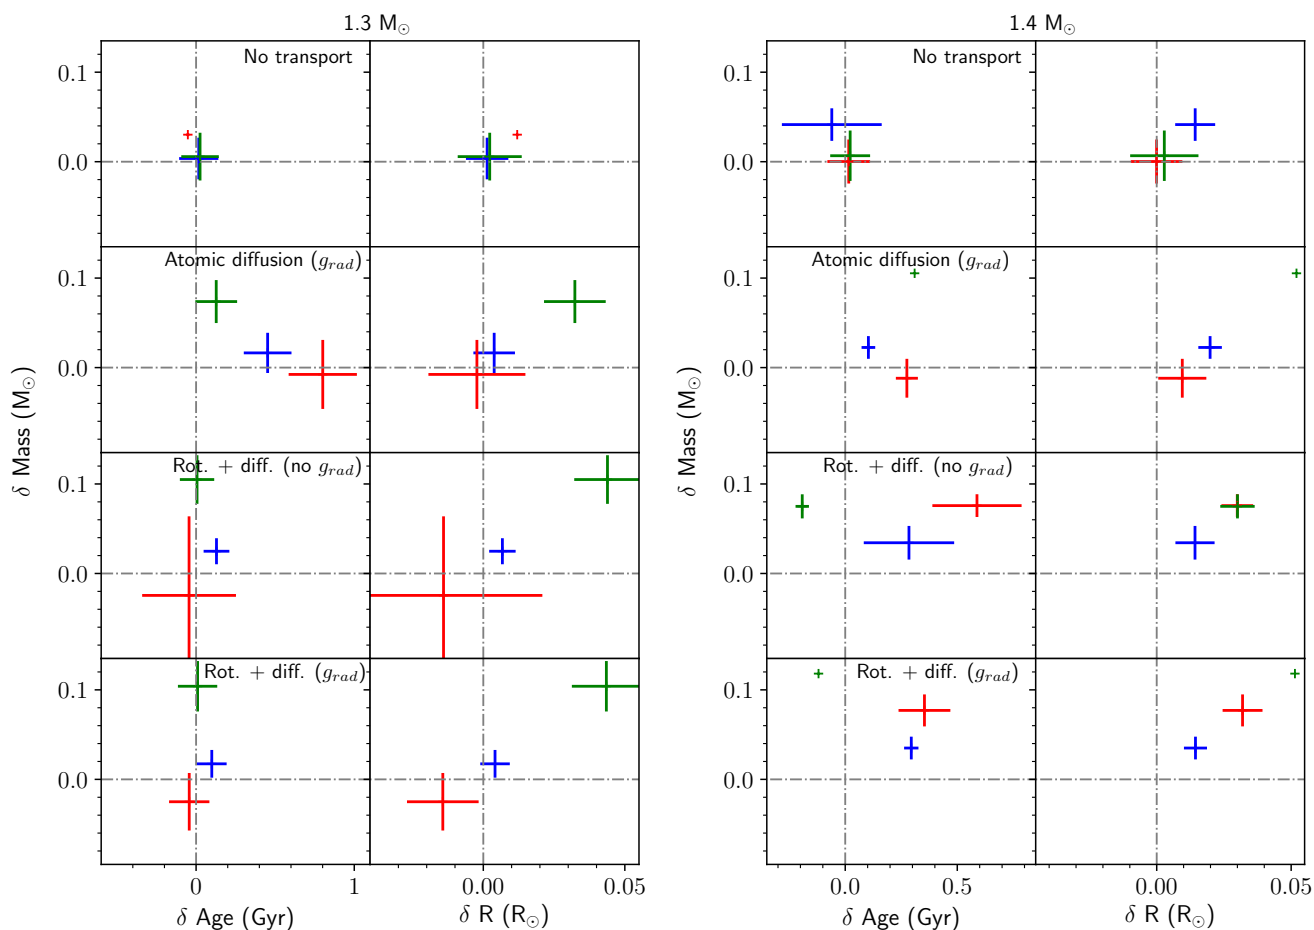 1.3 M⊙
1.4 M⊙
No transport
No transport
0.1
0.0
0.1
0.0
Atomic diffusion (g_rad)
Atomic diffusion (g_rad)
0.1
0.0
0.1
0.0
Rot. + diff. (no g_rad)
Rot. + diff. (no g_rad)
0.1
0.0
0.1
0.0
Rot. + diff. (g_rad)
Rot. + diff. (g_rad)
0.1
0.0
0.1
0.0
δ Mass (M⊙)
δ Mass (M⊙)
0 1 0.00 0.05
0.0 0.5 0.00 0.05
δ Age (Gyr) δ R (R⊙)
δ Age (Gyr) δ R (R⊙)